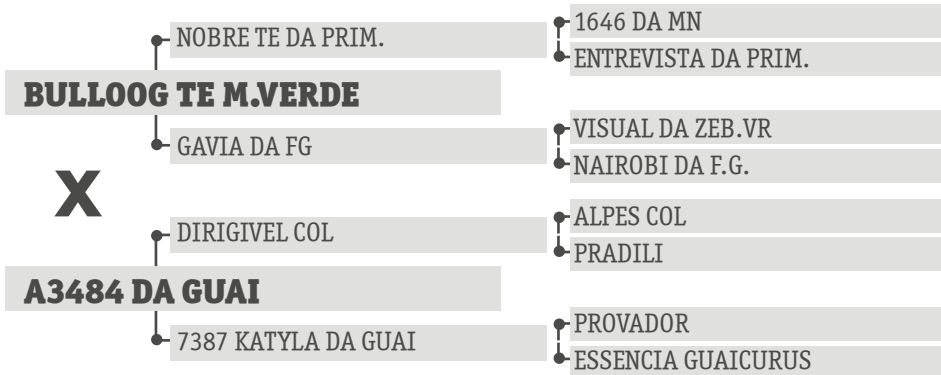 NOBRE TE DA PRIM.
1646 DA MN
ENTREVISTA DA PRIM.
BULLOOG TE M.VERDE
GAVIA DA FG
VISUAL DA ZEB.VR
NAIROBI DA F.G.
X
DIRIGIVEL COL
ALPES COL
PRADILI
A3484 DA GUAI
7387 KATYLA DA GUAI
PROVADOR
ESSENCIA GUAICURUS